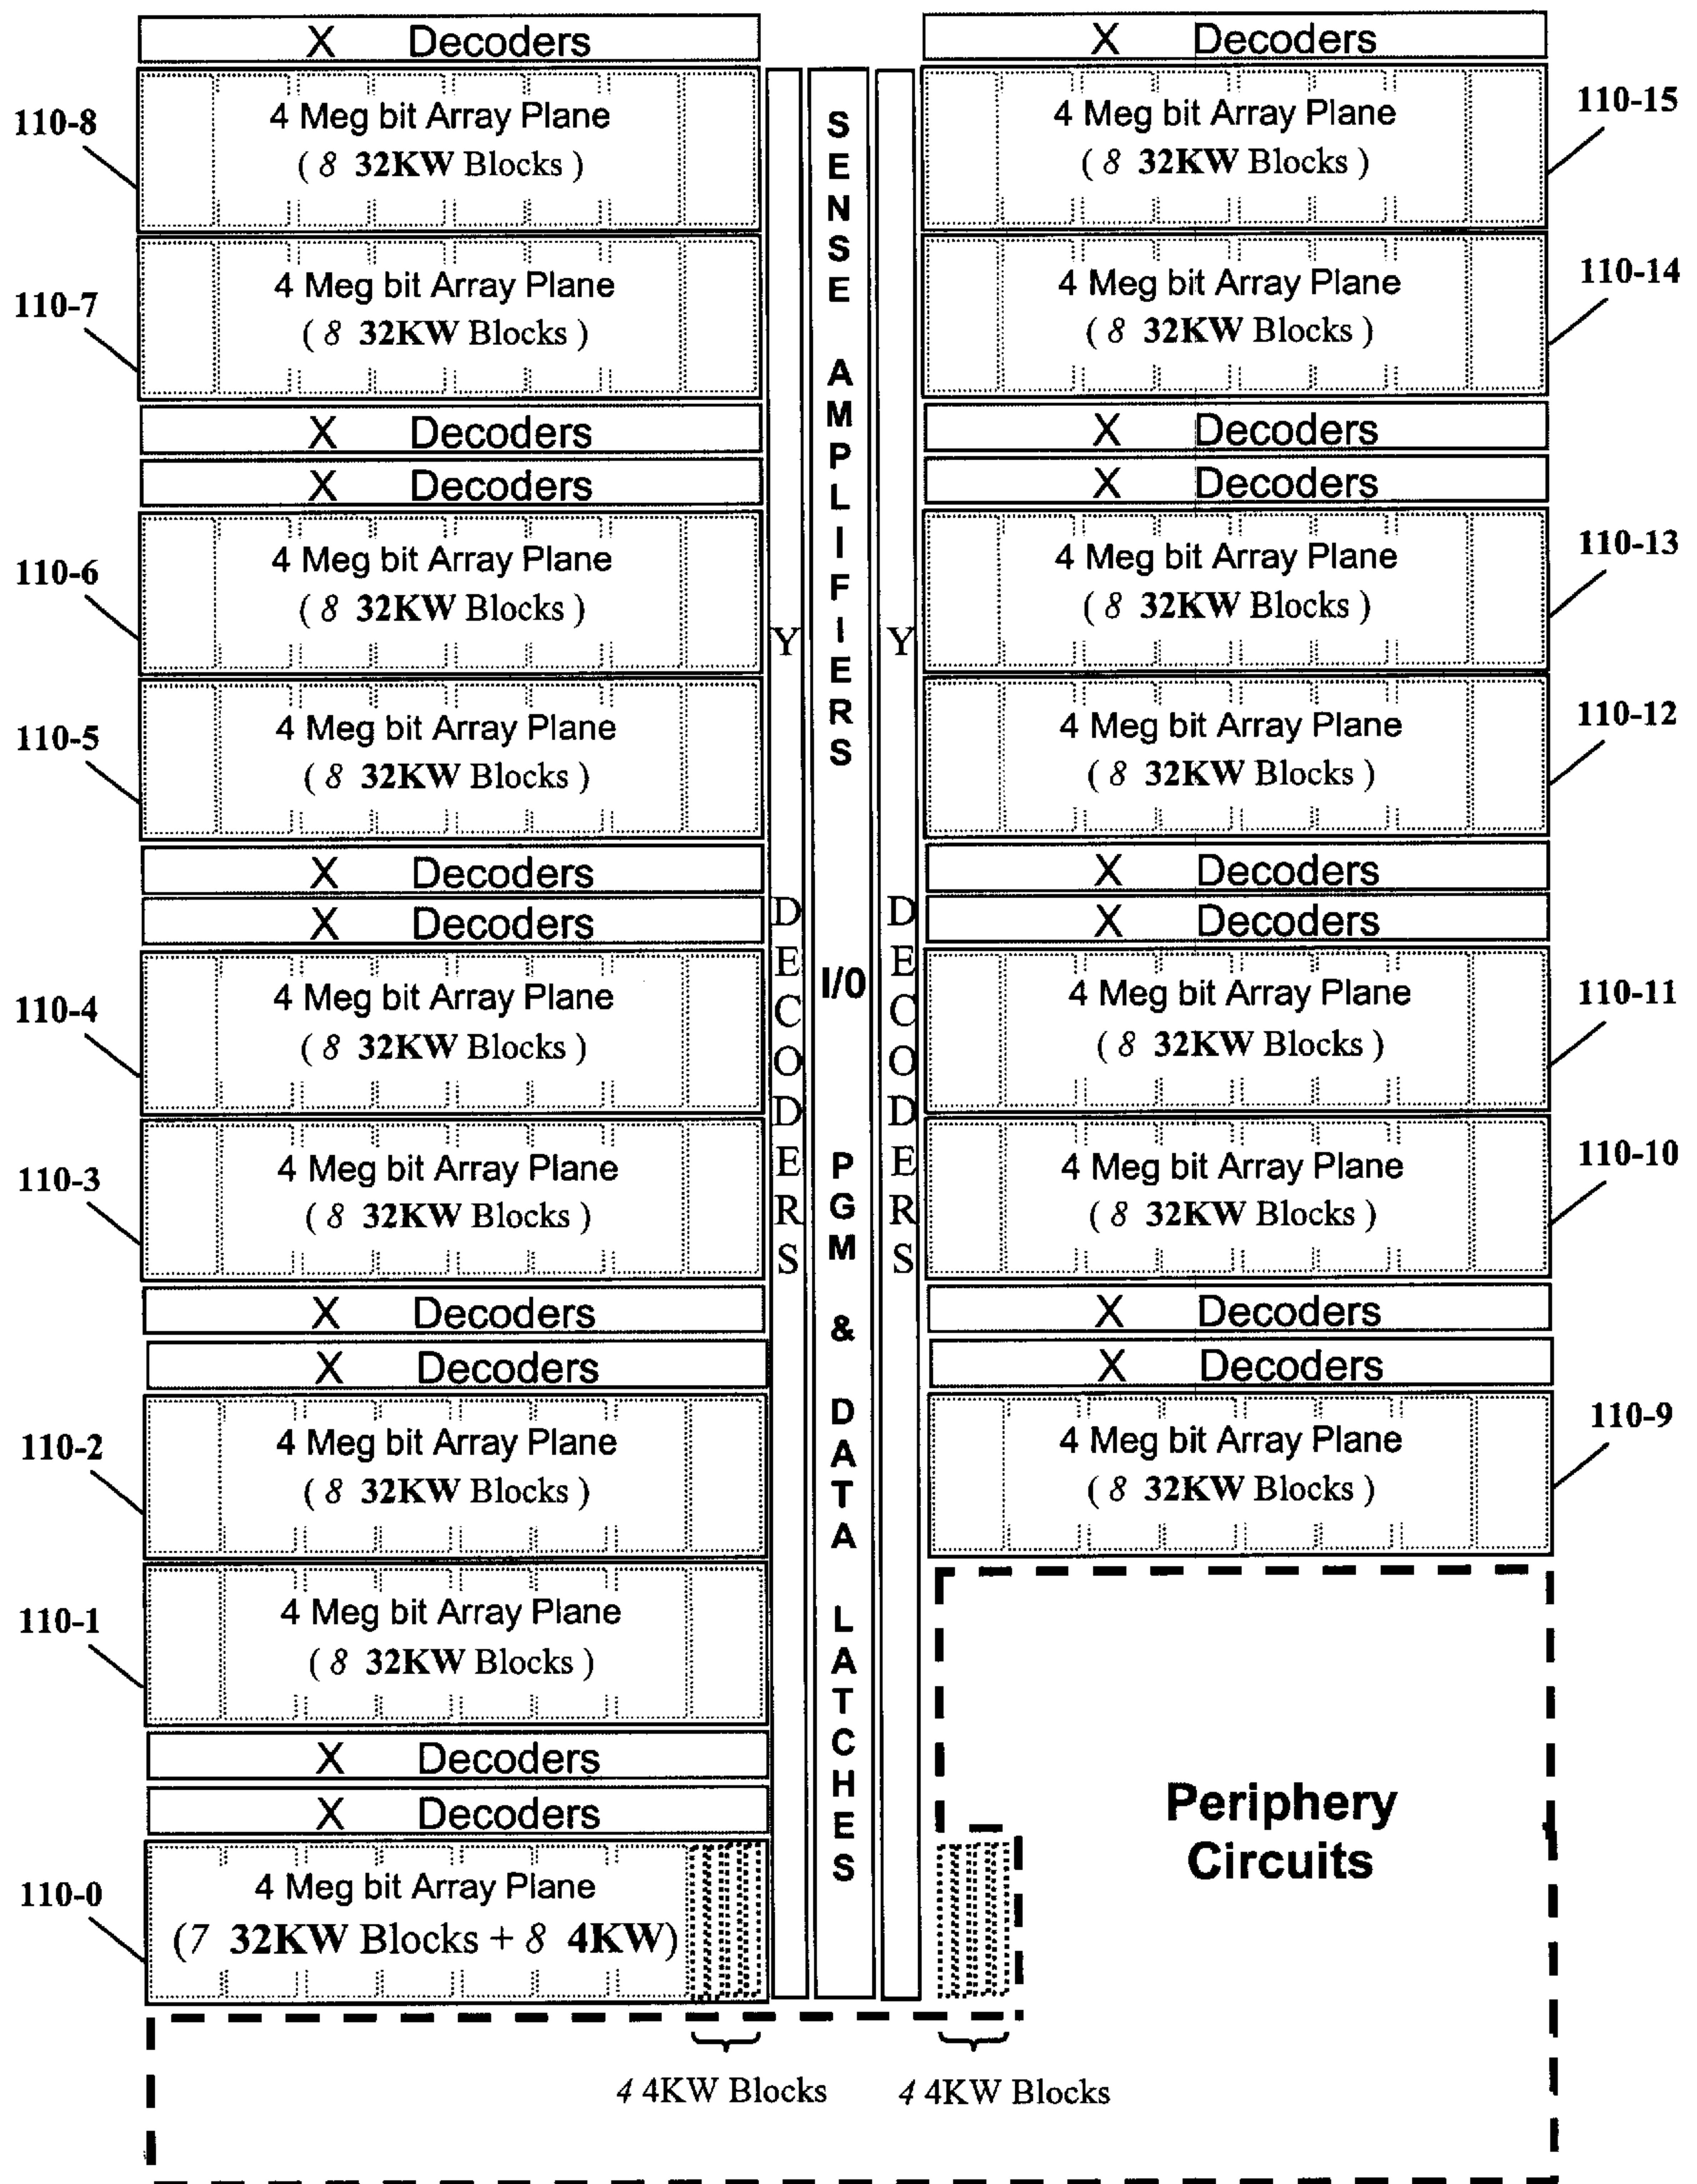 X Decoders
110-8
4 Meg bit Array Plane
( 8 32KW Blocks )
110-7
4 Meg bit Array Plane
( 8 32KW Blocks )
X Decoders
X Decoders
110-6
4 Meg bit Array Plane
( 8 32KW Blocks )
110-5
4 Meg bit Array Plane
( 8 32KW Blocks )
X Decoders
X Decoders
110-4
4 Meg bit Array Plane
( 8 32KW Blocks )
110-3
4 Meg bit Array Plane
( 8 32KW Blocks )
X Decoders
X Decoders
110-2
4 Meg bit Array Plane
( 8 32KW Blocks )
110-1
4 Meg bit Array Plane
( 8 32KW Blocks )
X Decoders
X Decoders
110-0
4 Meg bit Array Plane
(7 32KW Blocks + 8 4KW)
Y DECODERS
SENSE AMPLIFIERS I/0 PGM & DATA LATCHES
Y DECODERS
X Decoders
4 Meg bit Array Plane
( 8 32KW Blocks )
110-15
4 Meg bit Array Plane
( 8 32KW Blocks )
110-14
X Decoders
X Decoders
4 Meg bit Array Plane
( 8 32KW Blocks )
110-13
4 Meg bit Array Plane
( 8 32KW Blocks )
110-12
X Decoders
X Decoders
4 Meg bit Array Plane
( 8 32KW Blocks )
110-11
4 Meg bit Array Plane
( 8 32KW Blocks )
110-10
X Decoders
X Decoders
4 Meg bit Array Plane
( 8 32KW Blocks )
110-9
Periphery
Circuits
4 4KW Blocks
4 4KW Blocks